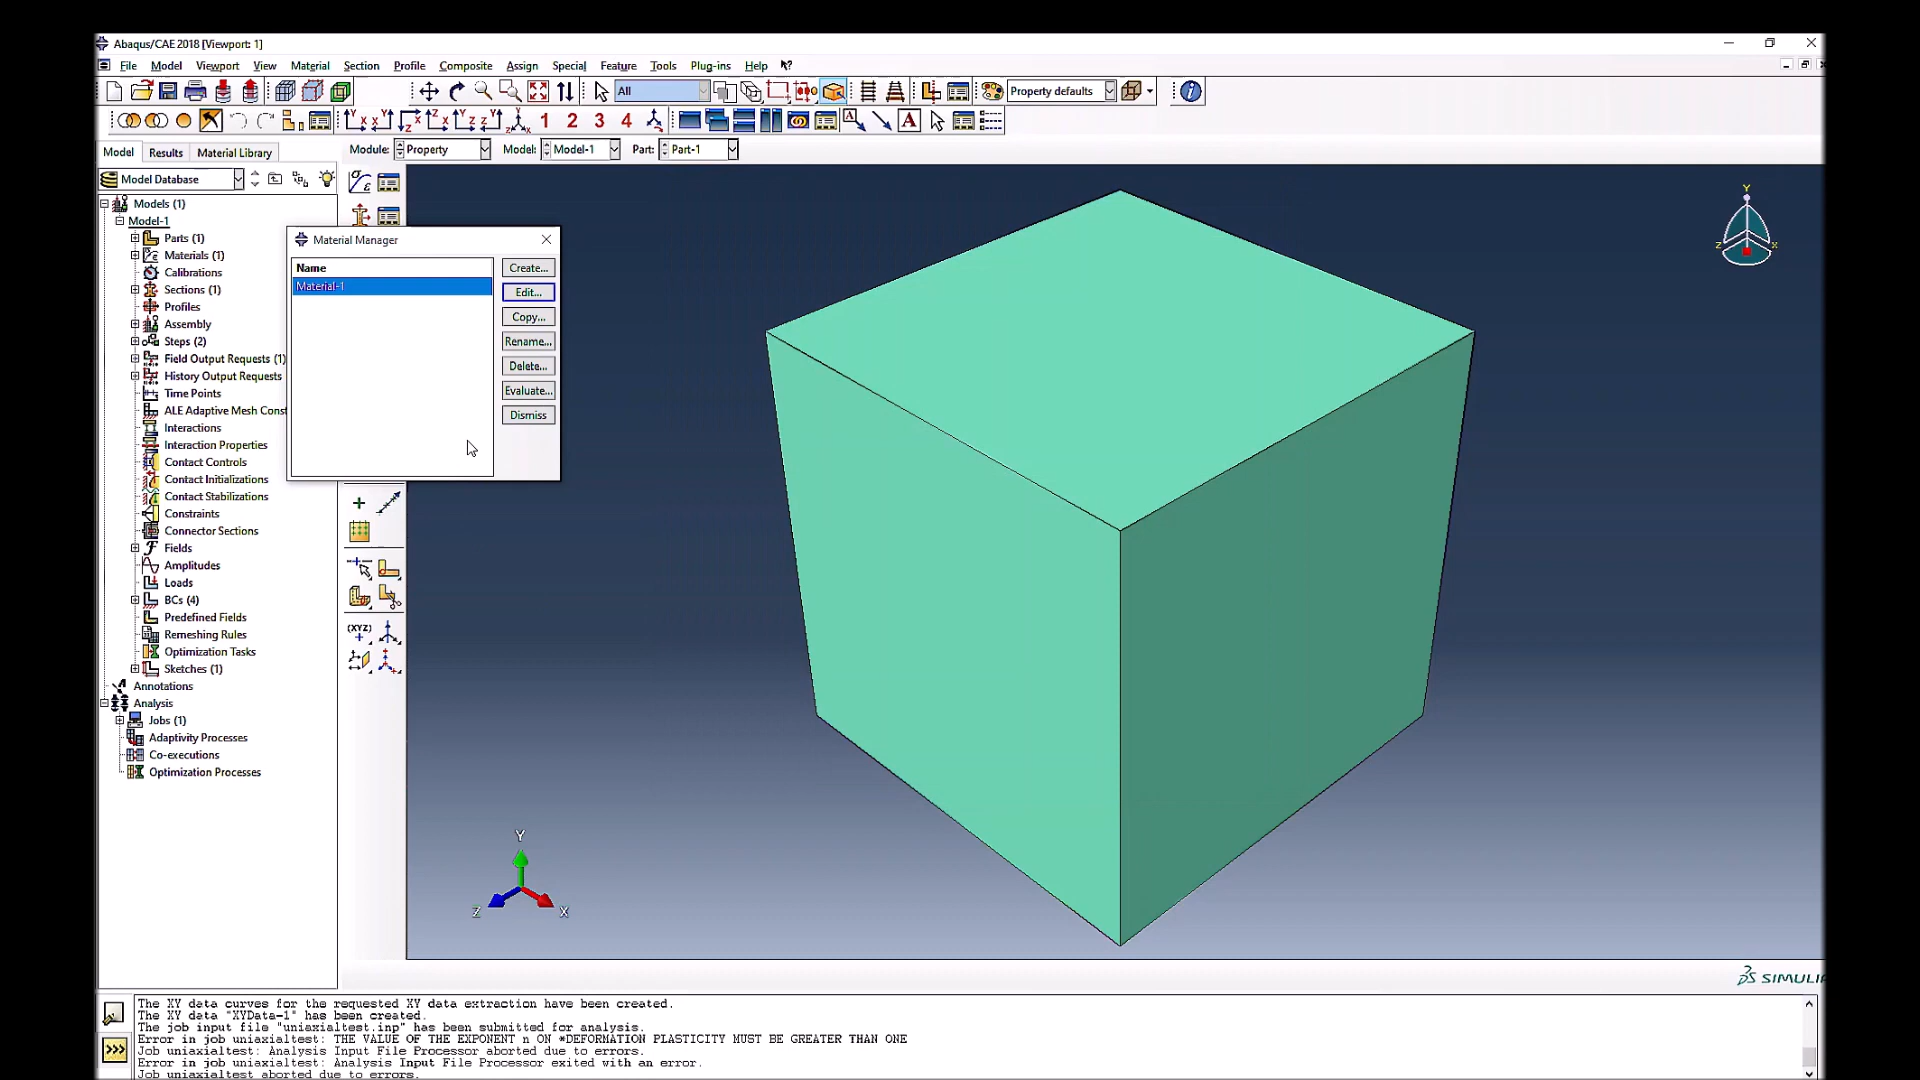 Abaqus/CAE 2018 [Viewport: 1]
File Model Viewport View Material Section Profile Composite Assign Special Feature Tools Plug-ins Help
All
Property defaults
1 2 3 4
A
Model Results Material Library
Module: Property Model: Model-1 Part: Part-1
Model Database
Models (1)
Model-1
Parts (1)
Materials (1)
Calibrations
Sections (1)
Profiles
Assembly
Steps (2)
Field Output Requests (1)
History Output Requests
Time Points
ALE Adaptive Mesh Const
Interactions
Interaction Properties
Contact Controls
Contact Initializations
Contact Stabilizations
Constraints
Connector Sections
Fields
Amplitudes
Loads
BCs (4)
Predefined Fields
Remeshing Rules
Optimization Tasks
Sketches (1)
Annotations
Analysis
Jobs (1)
Adaptivity Processes
Co-executions
Optimization Processes
Material Manager
Name
Material-1
Create...
Edit...
Copy...
Rename...
Delete...
Evaluate...
Dismiss
(XYZ)
Y
Z X
Y
Z X
SIMULI
The XY data curves for the requested XY data extraction have been created.
The XY data "XYData-1" has been created.
The job input file "uniaxialtest.inp" has been submitted for analysis.
Error in job uniaxialtest: THE VALUE OF THE EXPONENT n ON *DEFORMATION PLASTICITY MUST BE GREATER THAN ONE
Job uniaxialtest: Analysis Input File Processor aborted due to errors.
Error in job uniaxialtest: Analysis Input File Processor exited with an error.
Job uniaxialtest aborted due to errors.
>>>